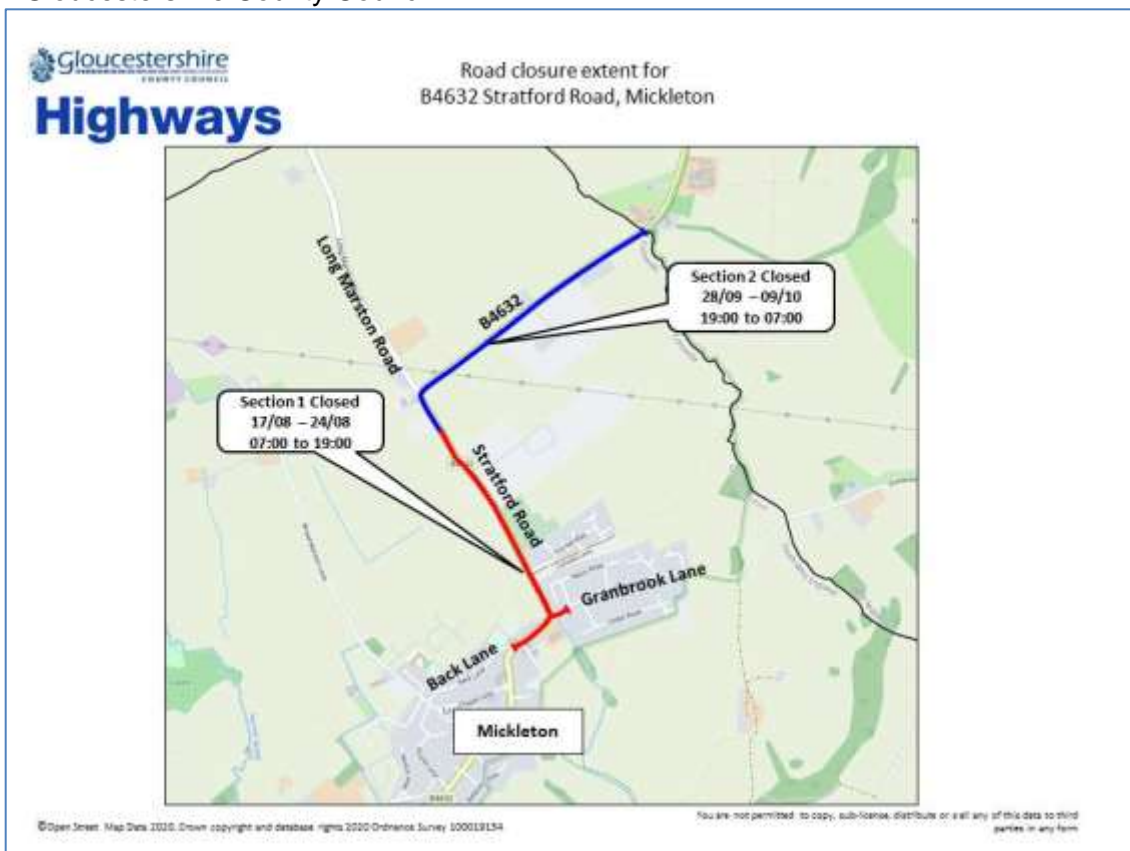 Gloucestershire
COUNTY COUNCIL
Highways
Road closure extent for
B4632 Stratford Road, Mickleton
Long Marston Road
B4632
Section 2 Closed
28/09 – 09/10
19:00 to 07:00
Section 1 Closed
17/08 – 24/08
07:00 to 19:00
Stratford Road
Granbrook Lane
Back Lane
Mickleton
©Open Street Map Data 2020. Crown copyright and database rights 2020 Ordnance Survey 100019134
You are not permitted to copy, sub-license, distribute or sell any of this data to third
parties in any form